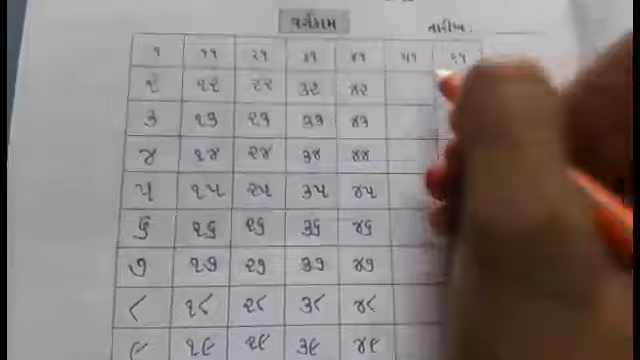 વર્ગકામ
તારીખ:
૧ ૧૧ ૨૧ ૩૧ ૪૧ ૫૧ ૬૧
૨ ૧૨ ૨૨ ૩૨ ૪૨
૩ ૧૩ ૨૩ ૩૩ ૪૩
૪ ૧૪ ૨૪ ૩૪ ૪૪
૫ ૧૫ ૨૫ ૩૫ ૪૫
૬ ૧૬ ૨૬ ૩૬ ૪૬
૭ ૧૭ ૨૭ ૩૭ ૪૭
૮ ૧૮ ૨૮ ૩૮ ૪૮
૯ ૧૯ ૨૯ ૩૯ ૪૯